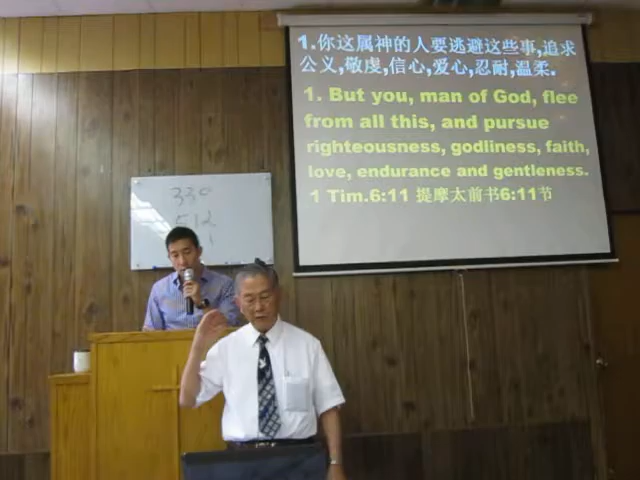 1.你这属神的人要逃避这些事,追求
公义,敬虔,信心,爱心,忍耐,温柔.
1. But you, man of God, flee
from all this, and pursue
righteousness, godliness, faith,
love, endurance and gentleness.
1 Tim.6:11 提摩太前书6:11节
330
512